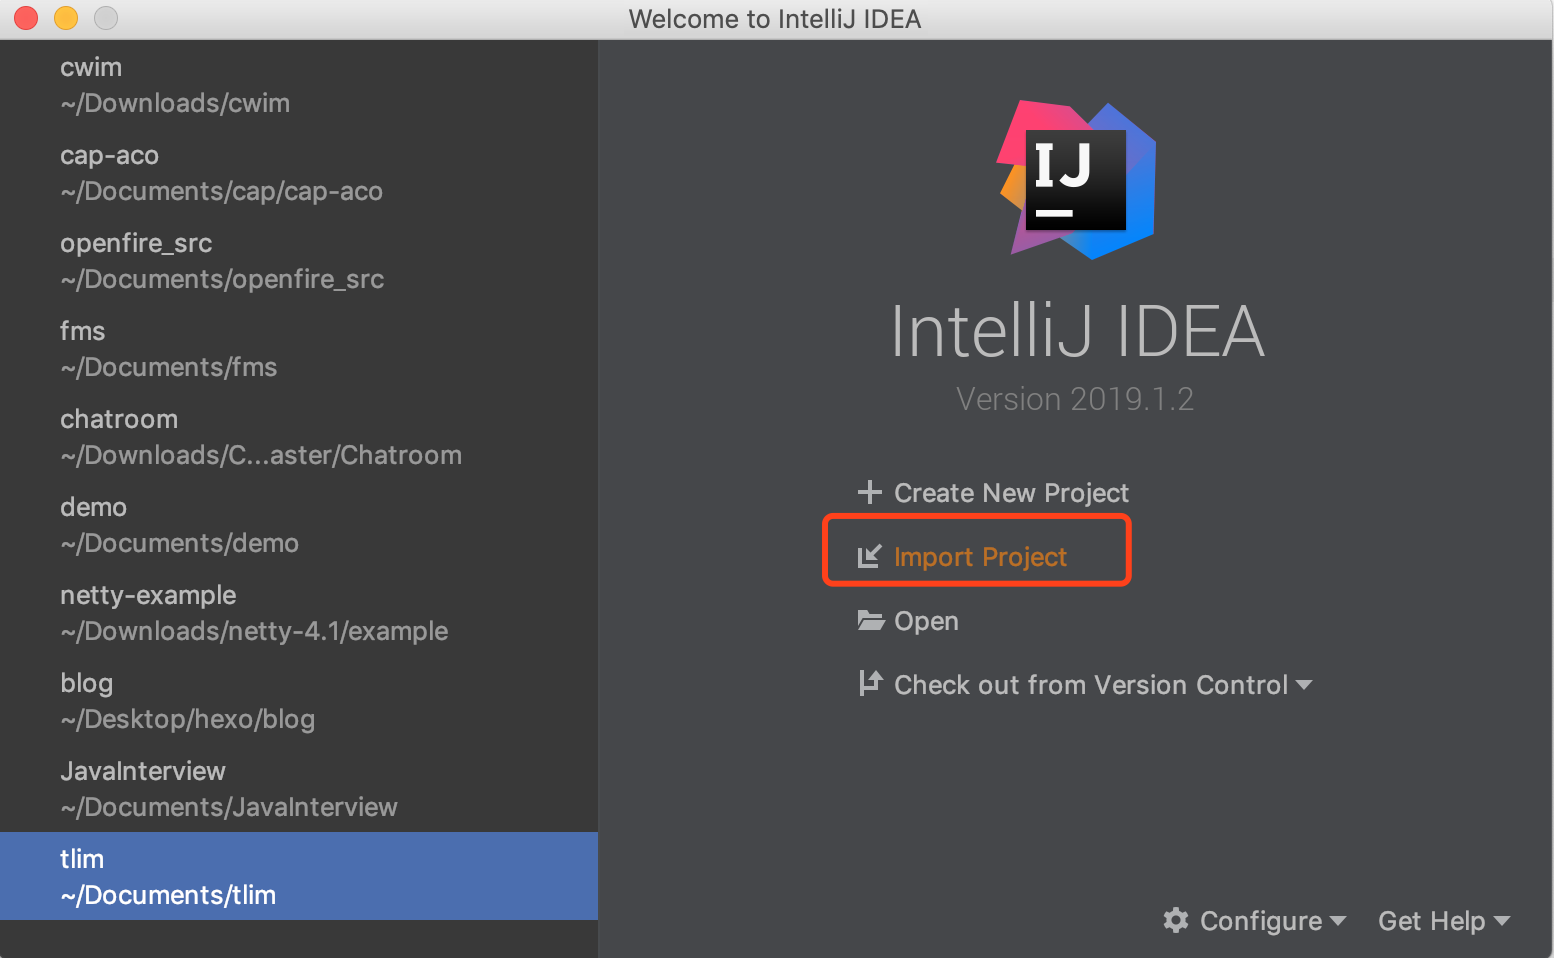 Welcome to IntelliJ IDEA
cwim
~/Downloads/cwim
cap-aco
~/Documents/cap/cap-aco
openfire_src
~/Documents/openfire_src
fms
~/Documents/fms
chatroom
~/Downloads/C...aster/Chatroom
demo
~/Documents/demo
netty-example
~/Downloads/netty-4.1/example
blog
~/Desktop/hexo/blog
JavaInterview
~/Documents/JavaInterview
tlim
~/Documents/tlim
IJ
IntelliJ IDEA
Version 2019.1.2
Create New Project
Import Project
Open
Check out from Version Control
Configure
Get Help